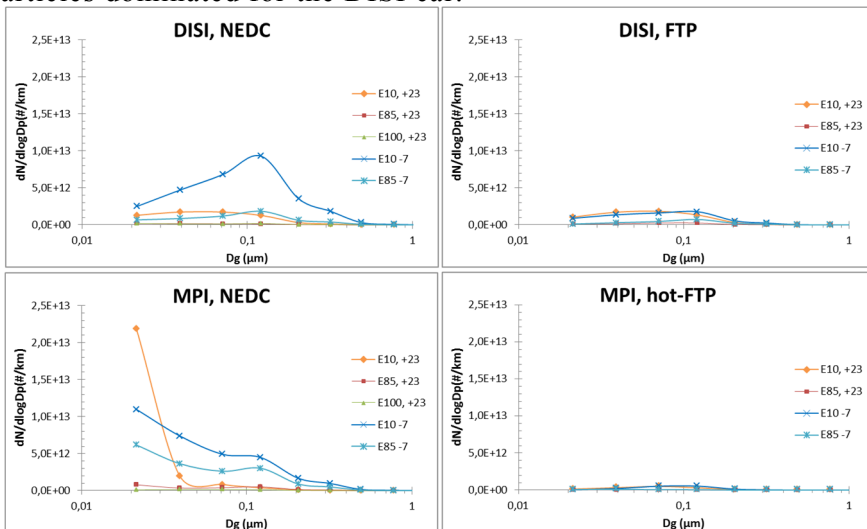 articles dominated for the DISI car.
DISI, NEDC
dN/dlogDp(#/km)
2,5E+13
2,0E+13
1,5E+13
1,0E+13
5,0E+12
0,0E+00
E10, +23
E85, +23
E100, +23
E10 -7
E85 -7
0,01 0,1 1
Dg (µm)
DISI, FTP
dN/dlogDp(#/km)
2,5E+13
2,0E+13
1,5E+13
1,0E+13
5,0E+12
0,0E+00
E10, +23
E85, +23
E10 -7
E85 -7
0,01 0,1 1
Dg (µm)
MPI, NEDC
dN/dlogDp(#/km)
2,5E+13
2,0E+13
1,5E+13
1,0E+13
5,0E+12
0,0E+00
E10, +23
E85, +23
E100, +23
E10 -7
E85 -7
0,01 0,1 1
Dg (µm)
MPI, hot-FTP
dN/dlogDp(#/km)
2,5E+13
2,0E+13
1,5E+13
1,0E+13
5,0E+12
0,0E+00
E10, +23
E85, +23
E10 -7
E85 -7
0,01 0,1 1
Dg (µm)